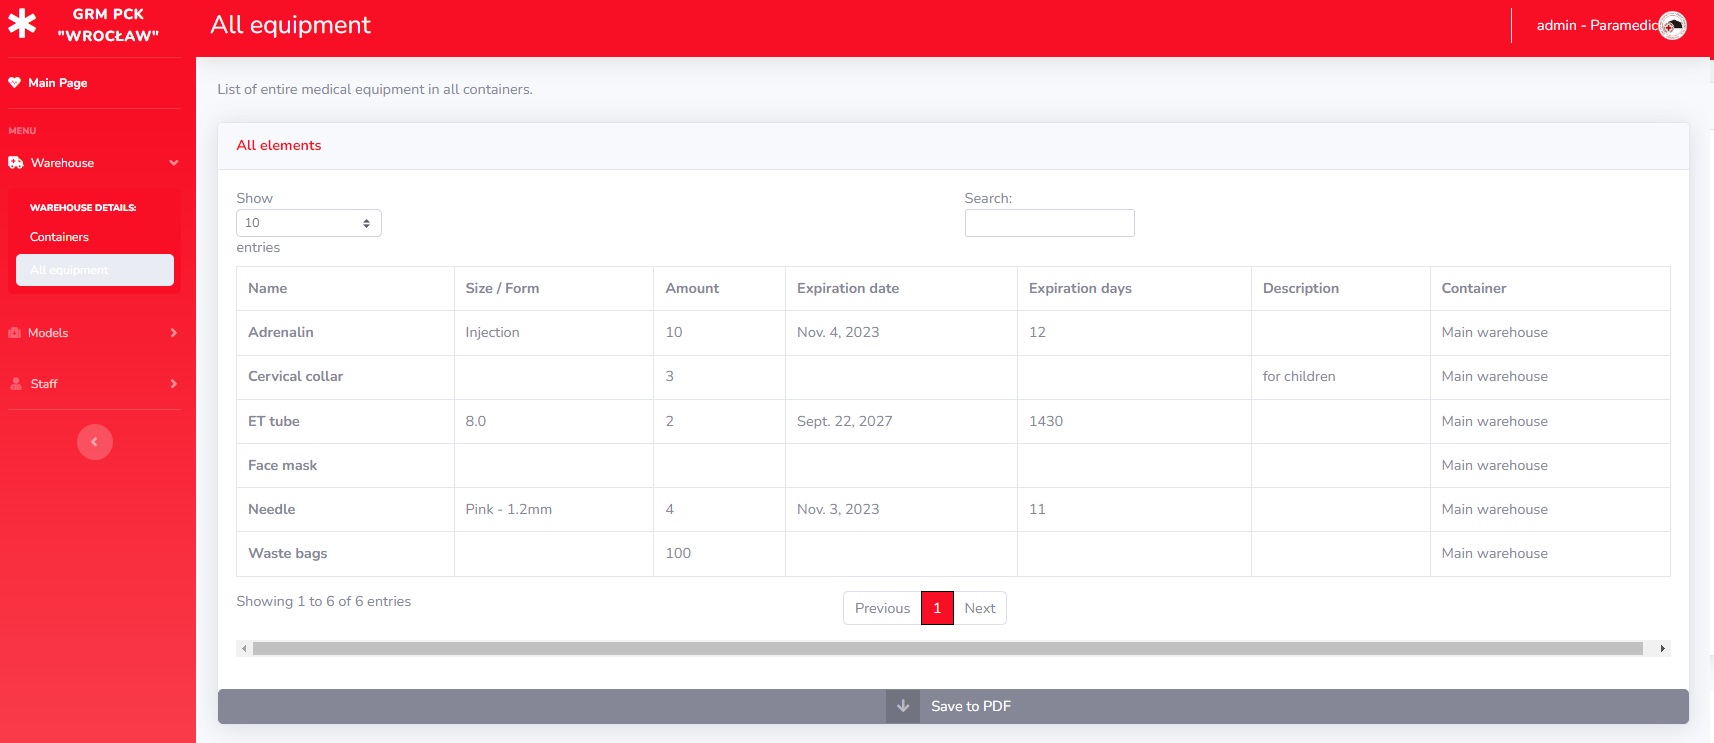 GRM PCK
"WROCŁAW"
All equipment
admin - Paramedic
Main Page
MENU
Warehouse
WAREHOUSE DETAILS:
Containers
All equipment
Models
Staff
List of entire medical equipment in all containers.
All elements
Show
10
entries
Search:
Name Size / Form Amount Expiration date Expiration days Description Container
Adrenalin Injection 10 Nov. 4, 2023 12 Main warehouse
Cervical collar 3 for children Main warehouse
ET tube 8.0 2 Sept. 22, 2027 1430 Main warehouse
Face mask Main warehouse
Needle Pink - 1.2mm 4 Nov. 3, 2023 11 Main warehouse
Waste bags 100 Main warehouse
Showing 1 to 6 of 6 entries
Previous 1 Next
Save to PDF